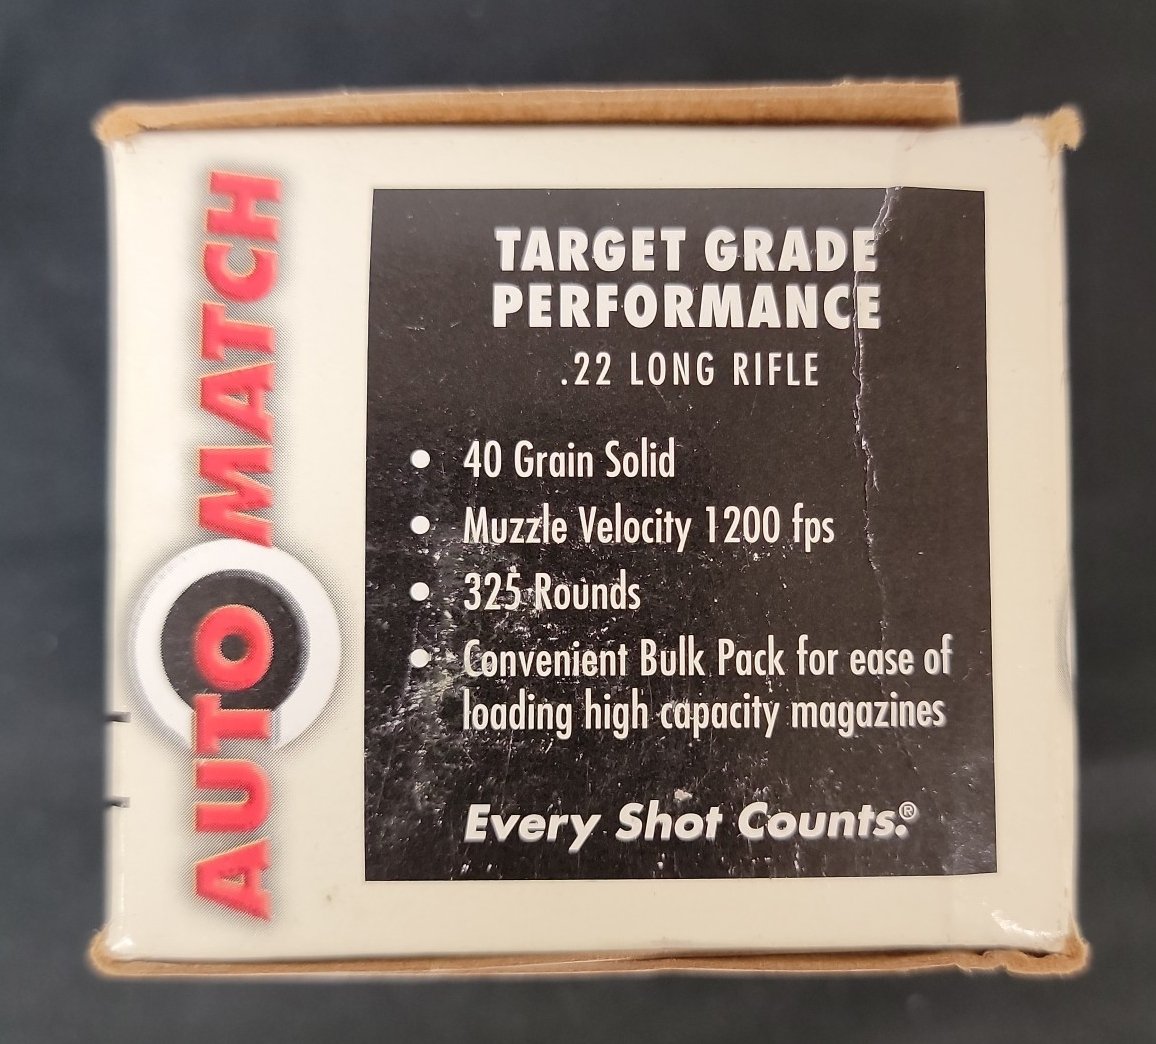 AUTOMATCH
TARGET GRADE
PERFORMANCE
.22 LONG RIFLE
• 40 Grain Solid
• Muzzle Velocity 1200 fps
• 325 Rounds
• Convenient Bulk Pack for ease of
loading high capacity magazines
Every Shot Counts.®